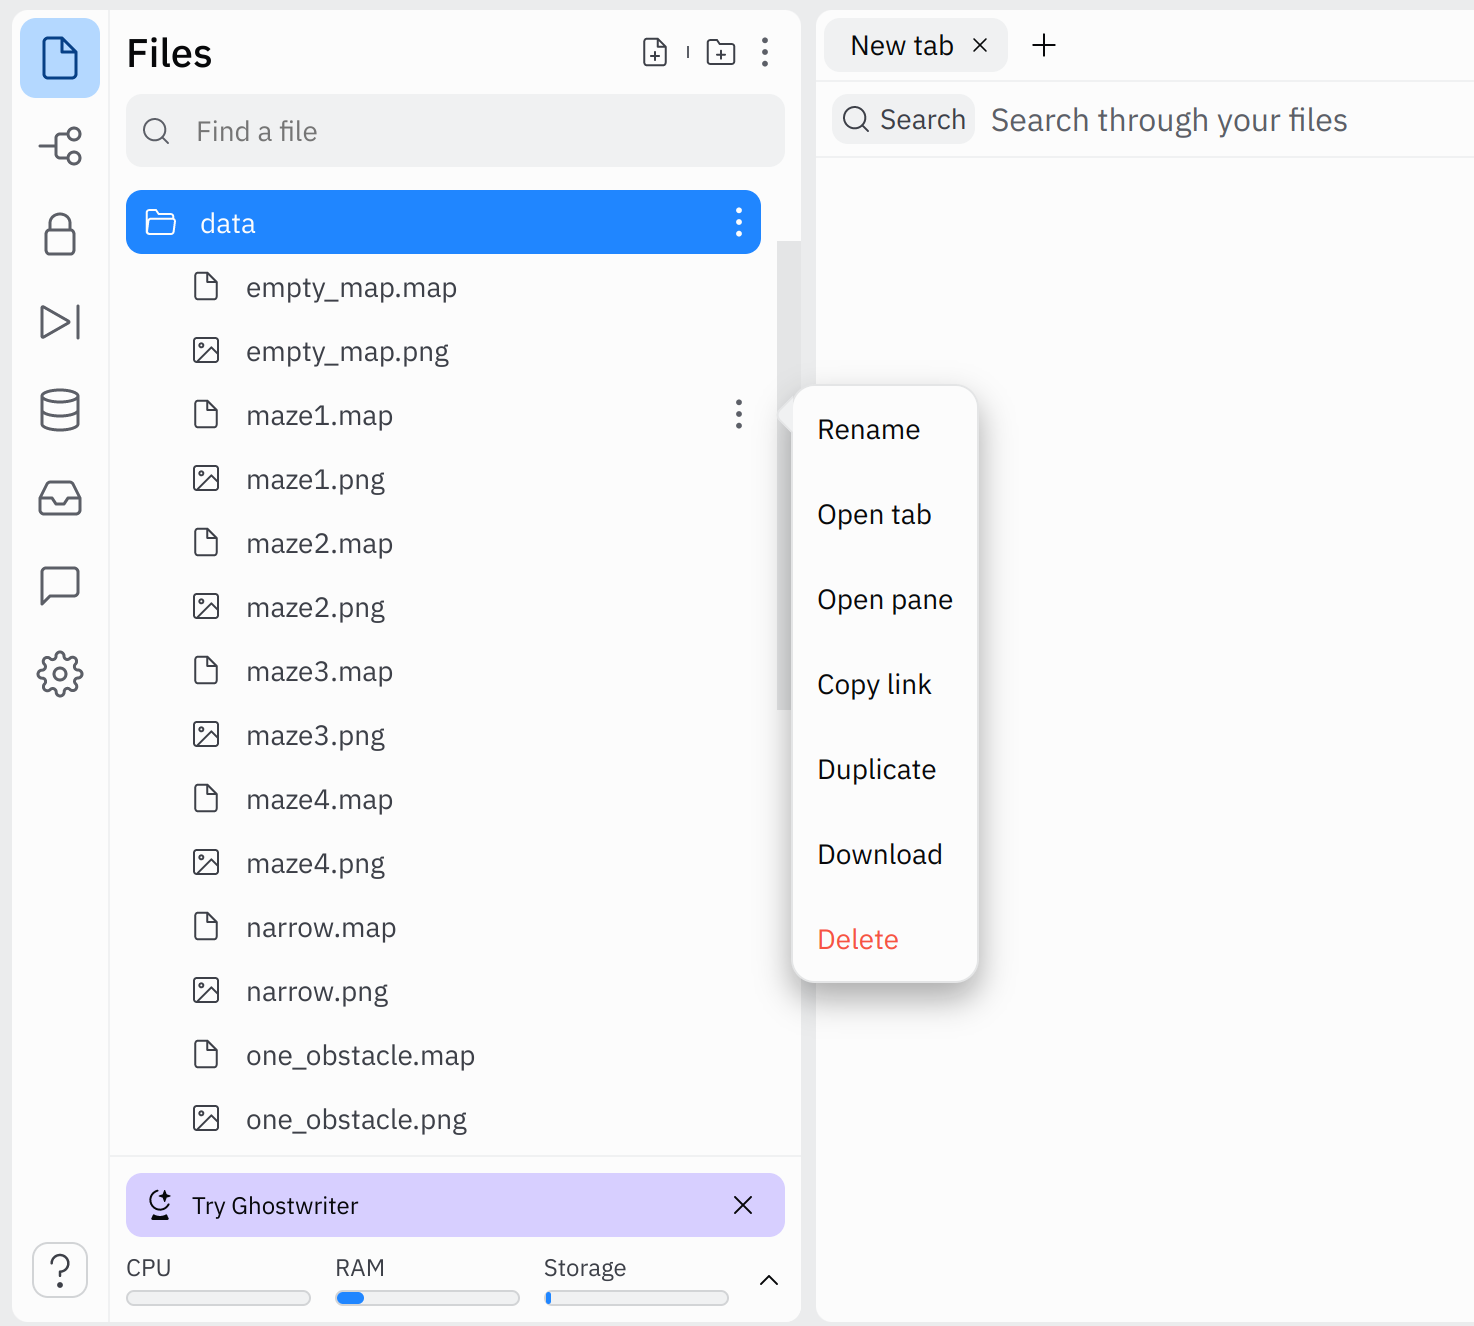 Files
Find a file
data
empty_map.map
empty_map.png
maze1.map
maze1.png
maze2.map
maze2.png
maze3.map
maze3.png
maze4.map
maze4.png
narrow.map
narrow.png
one_obstacle.map
one_obstacle.png
Try Ghostwriter
CPU RAM Storage
?
New tab
Search Search through your files
Rename
Open tab
Open pane
Copy link
Duplicate
Download
Delete